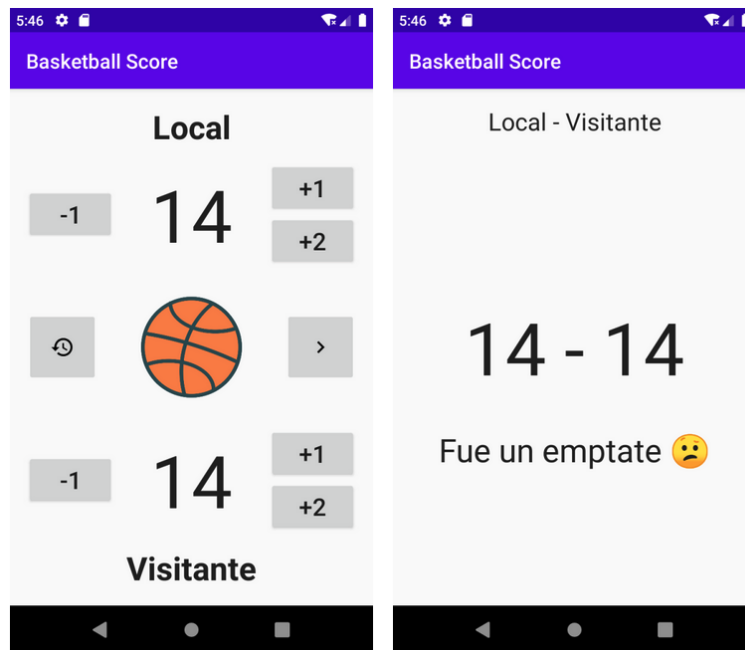 5:46
Basketball Score
Local
-1
14
+1
+2
>
-1
14
+1
+2
Visitante
5:46
Basketball Score
Local - Visitante
14 - 14
Fue un emptate 😟